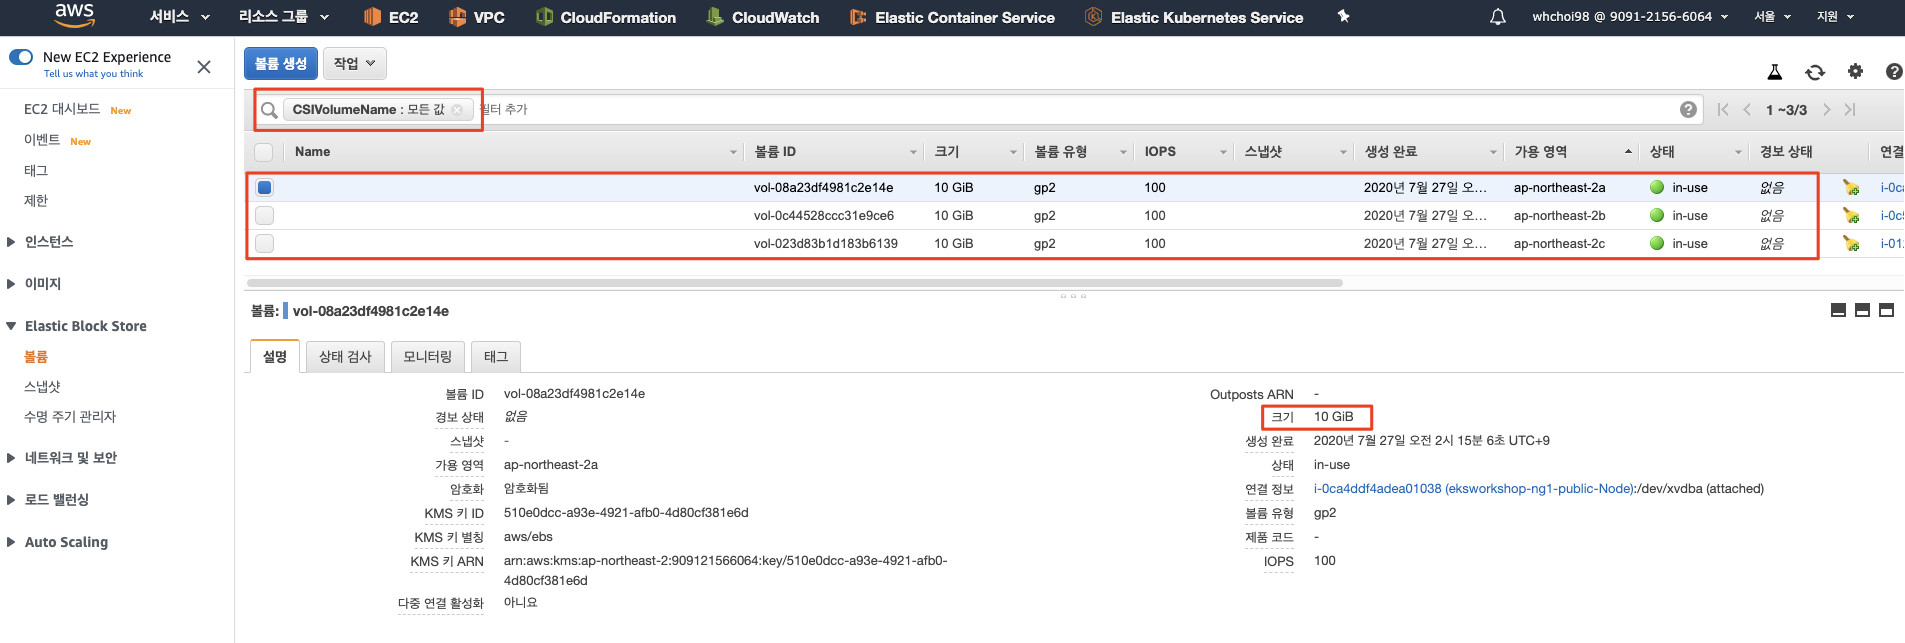 aws 서비스 리소스 그룹 EC2 VPC CloudFormation CloudWatch Elastic Container Service Elastic Kubernetes Service whchoi98 @ 9091-2156-6064 서울 지원
New EC2 Experience
Tell us what you think
EC2 대시보드 New
이벤트 New
태그
제한
인스턴스
이미지
Elastic Block Store
볼륨
스냅샷
수명 주기 관리자
네트워크 및 보안
로드 밸런싱
Auto Scaling
볼륨 생성 작업
CSIVolumeName : 모든 값 필터 추가 1 ~3/3
Name 볼륨 ID 크기 볼륨 유형 IOPS 스냅샷 생성 완료 가용 영역 상태 경보 상태 연결
vol-08a23df4981c2e14e 10 GiB gp2 100 2020년 7월 27일 오... ap-northeast-2a in-use 없음 i-0ca
vol-0c44528ccc31e9ce6 10 GiB gp2 100 2020년 7월 27일 오... ap-northeast-2b in-use 없음 i-0c5
vol-023d83b1d183b6139 10 GiB gp2 100 2020년 7월 27일 오... ap-northeast-2c in-use 없음
볼륨: vol-08a23df4981c2e14e
설명 상태 검사 모니터링 태그
볼륨 ID vol-08a23df4981c2e14e
경보 상태 없음
스냅샷 -
가용 영역 ap-northeast-2a
암호화 암호화됨
KMS 키 ID 510e0dcc-a93e-4921-afb0-4d80cf381e6d
KMS 키 별칭 aws/ebs
KMS 키 ARN arn:aws:kms:ap-northeast-2:909121566064:key/510e0dcc-a93e-4921-afb0-
4d80cf381e6d
다중 연결 활성화 아니요
Outposts ARN -
크기 10 GiB
생성 완료 2020년 7월 27일 오전 2시 15분 6초 UTC+9
상태 in-use
연결 정보 i-0ca4ddf4adea01038 (eksworkshop-ng1-public-Node):/dev/xvdba (attached)
볼륨 유형 gp2
제품 코드 -
IOPS 100